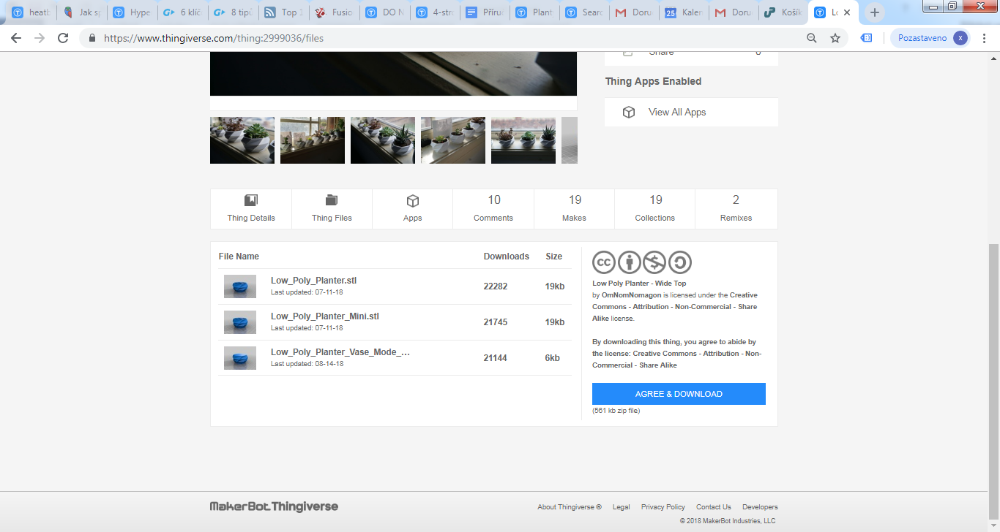 heatb
Jak sp
Hype
6 klíč
8 tipů
Top 1
Fusio
DO N
4-stro
Příru
Plant
Searc
Doru
25
Kalen
Doru
Košík
Lo
https://www.thingiverse.com/thing:2999036/files
Pozastaveno
x
Share
0
Thing Apps Enabled
View All Apps
Thing Details
Thing Files
Apps
10
Comments
19
Makes
19
Collections
2
Remixes
File Name Downloads Size
Low_Poly_Planter.stl
Last updated: 07-11-18
22282 19kb
Low_Poly_Planter_Mini.stl
Last updated: 07-11-18
21745 19kb
Low_Poly_Planter_Vase_Mode_...
Last updated: 08-14-18
21144 6kb
cc
Low Poly Planter - Wide Top
by OmNomNomagon is licensed under the Creative
Commons - Attribution - Non-Commercial - Share
Alike license.
By downloading this thing, you agree to abide by
the license: Creative Commons - Attribution - Non-
Commercial - Share Alike
AGREE & DOWNLOAD
(561 kb zip file)
MakerBot.Thingiverse
About Thingiverse ® Legal Privacy Policy Contact Us Developers
© 2018 MakerBot Industries, LLC